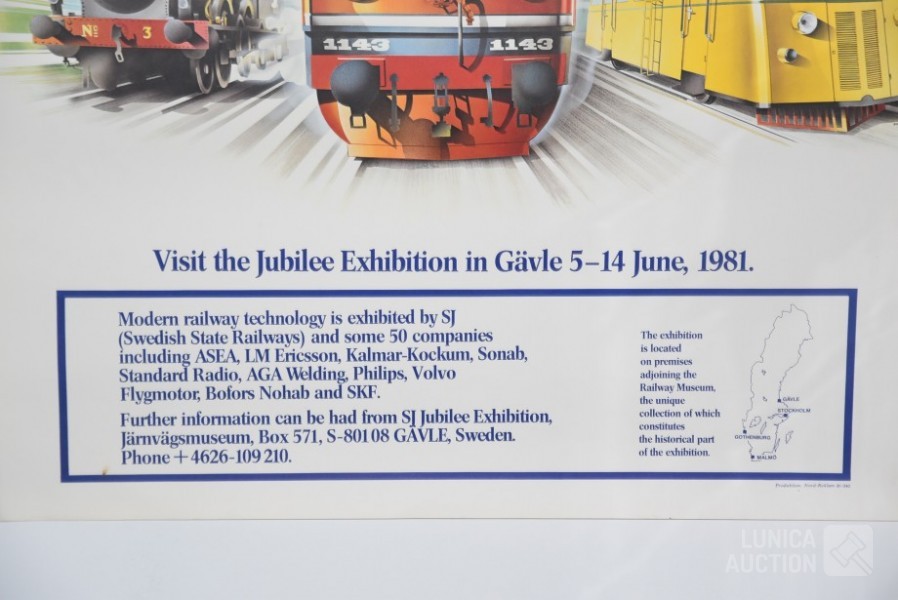 Nº 3
1143 1143
Visit the Jubilee Exhibition in Gävle 5–14 June, 1981.
Modern railway technology is exhibited by SJ
(Swedish State Railways) and some 50 companies
including ASEA, LM Ericsson, Kalmar-Kockum, Sonab,
Standard Radio, AGA Welding, Philips, Volvo
Flygmotor, Bofors Nohab and SKF.
Further information can be had from SJ Jubilee Exhibition,
Järnvägsmuseum, Box 571, S-801 08 GÄVLE, Sweden.
Phone +4626-109 210.
The exhibition
is located
on premises
adjoining the
Railway Museum,
the unique
collection of which
constitutes
the historical part
of the exhibition.
GÄVLE
STOCKHOLM
GOTHENBURG
MALMÖ
LUNICA
AUCTION